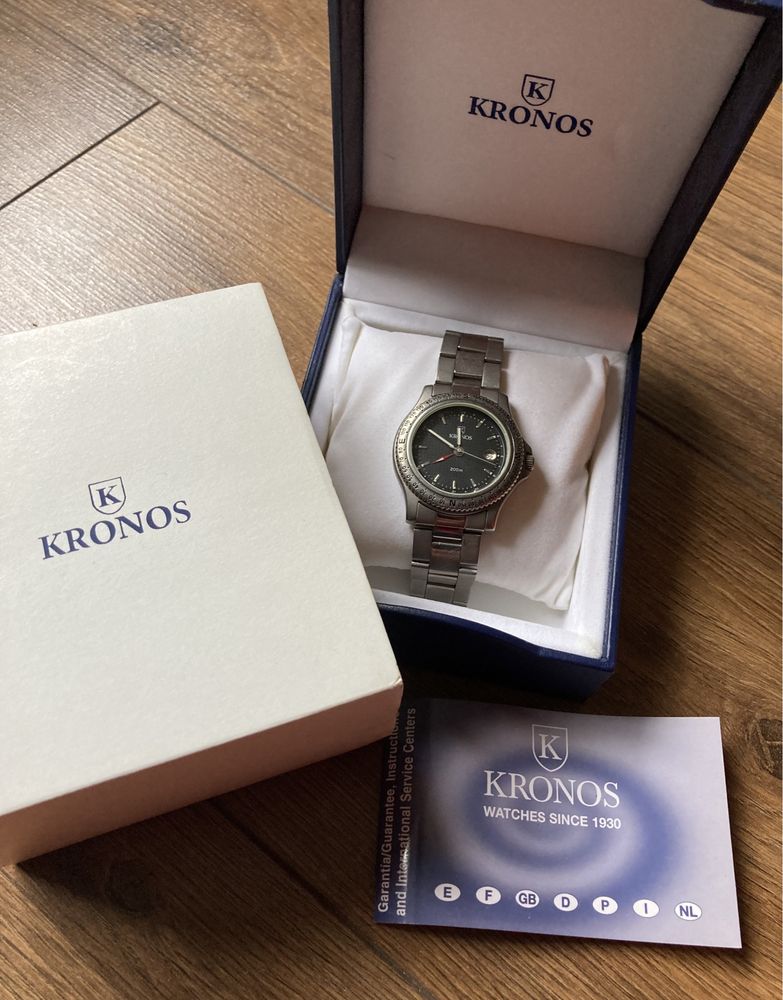 K
KRONOS
KRONOS
200M
E
N
K
KRONOS
Garantía/Guarantee, Instructions
and International Service Centers
K
KRONOS
WATCHES SINCE 1930
E F GB D P I NL